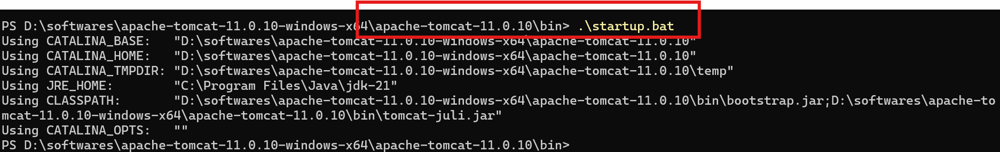 PS D:\softwares\apache-tomcat-11.0.10-windows-x64\apache-tomcat-11.0.10\bin> .\startup.bat
Using CATALINA_BASE:   "D:\softwares\apache-tomcat-11.0.10-windows-x64\apache-tomcat-11.0.10"
Using CATALINA_HOME:   "D:\softwares\apache-tomcat-11.0.10-windows-x64\apache-tomcat-11.0.10"
Using CATALINA_TMPDIR: "D:\softwares\apache-tomcat-11.0.10-windows-x64\apache-tomcat-11.0.10\temp"
Using JRE_HOME:        "C:\Program Files\Java\jdk-21"
Using CLASSPATH:       "D:\softwares\apache-tomcat-11.0.10-windows-x64\apache-tomcat-11.0.10\bin\bootstrap.jar;D:\softwares\apache-to
mcat-11.0.10-windows-x64\apache-tomcat-11.0.10\bin\tomcat-juli.jar"
Using CATALINA_OPTS:   ""
PS D:\softwares\apache-tomcat-11.0.10-windows-x64\apache-tomcat-11.0.10\bin>